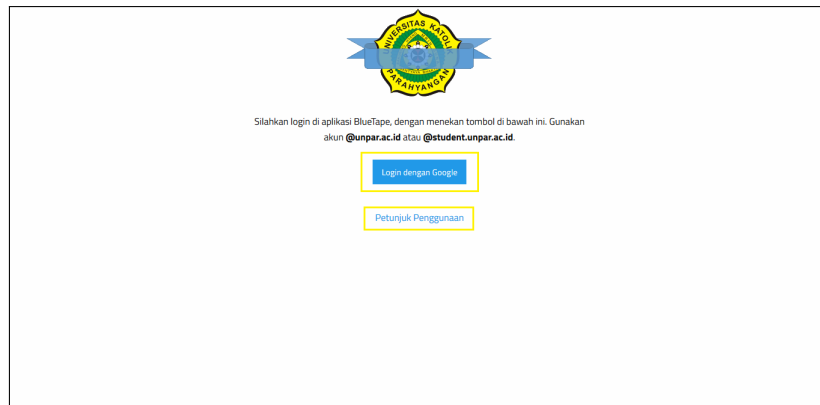 UNIVERSITAS KATOLIK
PARAHYANGAN
Silahkan login di aplikasi BlueTape, dengan menekan tombol di bawah ini. Gunakan
akun @unpar.ac.id atau @student.unpar.ac.id.
Login dengan Google
Petunjuk Penggunaan